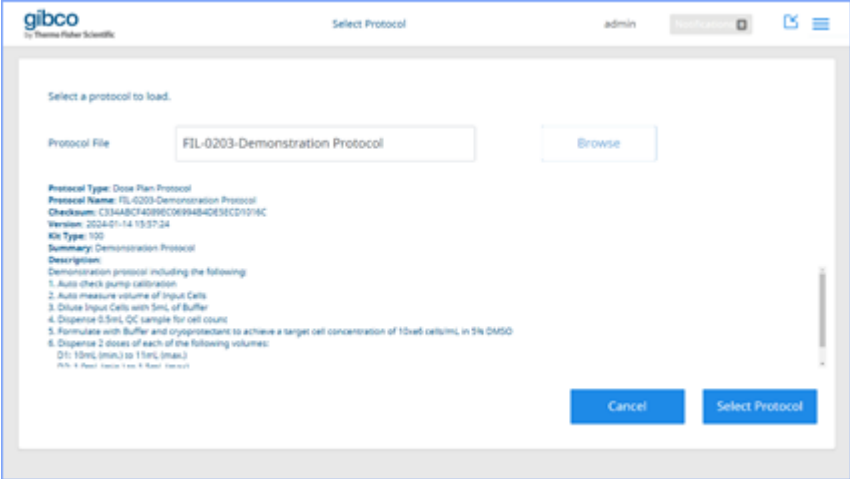 gibco
by Thermo Fisher Scientific
Select Protocol
admin
Notifications 0
Select a protocol to load.
Protocol File
FIL-0203-Demonstration Protocol
Browse
Protocol Type: Dose Plan Protocol
Protocol Name: FIL-0203-Demonstration Protocol
Checksum:
Version: 2024-01-14 15:57:24
Kit Type: 100
Summary: Demonstration Protocol
Description:
Demonstration protocol including the following:
1. Auto check pump calibration
2. Auto measure volume of Input Cells
3. Dilute Input Cells with 5mL of Buffer
4. Dispense 0.5mL QC sample for cell count
5. Formulate with Buffer and cryoprotectant to achieve a target cell concentration of 10xe6 cells/mL in 5% DMSO
6. Dispense 2 doses of each of the following volumes:
D1: 10mL (min.) to 11mL (max.)
Cancel
Select Protocol